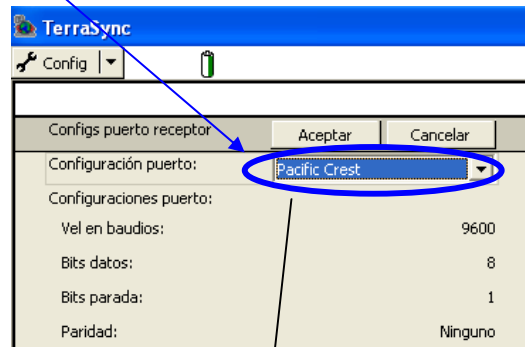 TerraSync
Config
Configs puerto receptor Aceptar Cancelar
Configuración puerto: Pacific Crest
Configuraciones puerto:
Vel en baudios: 9600
Bits datos: 8
Bits parada: 1
Paridad: Ninguno